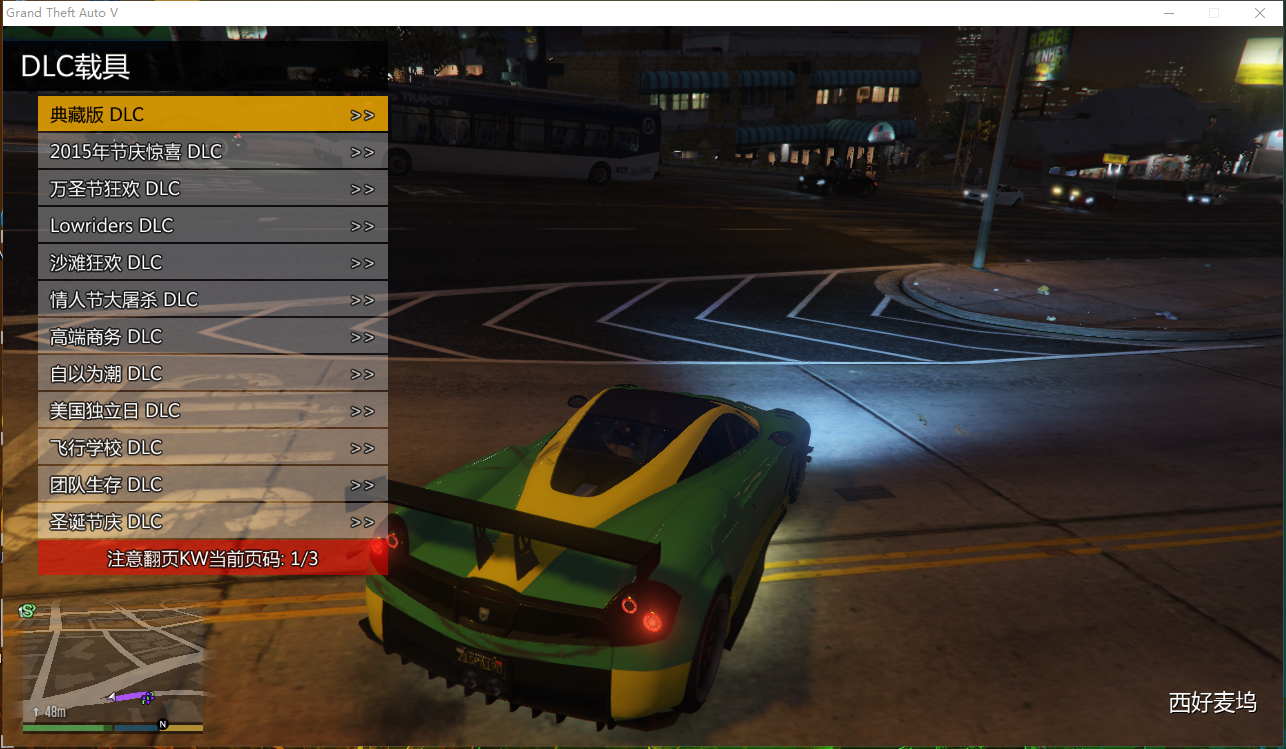 Grand Theft Auto V
DLC载具
典藏版 DLC >>
2015年节庆惊喜 DLC >>
万圣节狂欢 DLC >>
Lowriders DLC >>
沙滩狂欢 DLC >>
情人节大屠杀 DLC >>
高端商务 DLC >>
自以为潮 DLC >>
美国独立日 DLC >>
飞行学校 DLC >>
团队生存 DLC >>
圣诞节庆 DLC >>
注意翻页KW当前页码: 1/3
TRANSIT
SPACE
MONKEY
S
↑ 48m
N
西好麦坞